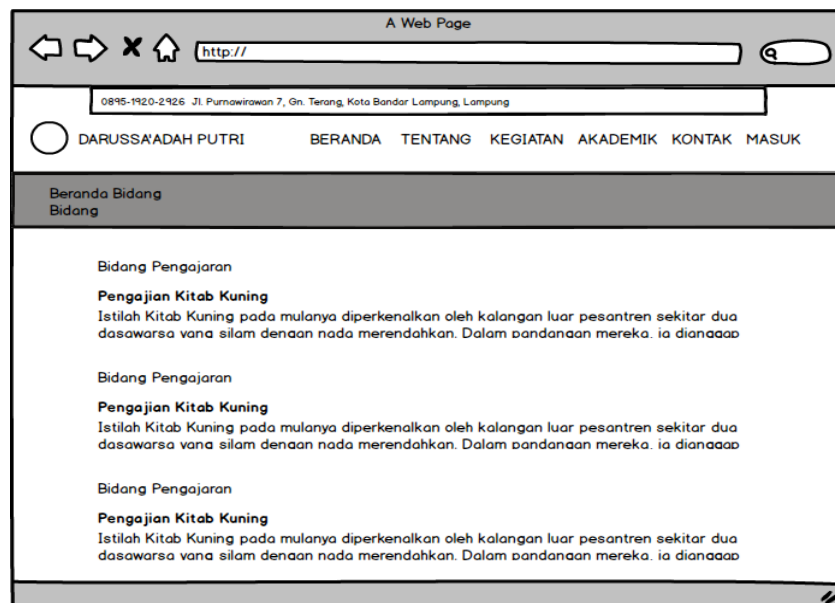 A Web Page
http://
0895-1920-2926 Jl. Purnawirawan 7, Gn. Terang, Kota Bandar Lampung, Lampung
DARUSSA'ADAH PUTRI BERANDA TENTANG KEGIATAN AKADEMIK KONTAK MASUK
Beranda Bidang
Bidang
Bidang Pengajaran
Pengajian Kitab Kuning
Istilah Kitab Kuning pada mulanya diperkenalkan oleh kalangan luar pesantren sekitar dua
dasawarsa yang silam dengan nada merendahkan. Dalam pandangan mereka, ia dianggap
Bidang Pengajaran
Pengajian Kitab Kuning
Istilah Kitab Kuning pada mulanya diperkenalkan oleh kalangan luar pesantren sekitar dua
dasawarsa yang silam dengan nada merendahkan. Dalam pandangan mereka, ia dianggap
Bidang Pengajaran
Pengajian Kitab Kuning
Istilah Kitab Kuning pada mulanya diperkenalkan oleh kalangan luar pesantren sekitar dua
dasawarsa yang silam dengan nada merendahkan. Dalam pandangan mereka, ia dianggap